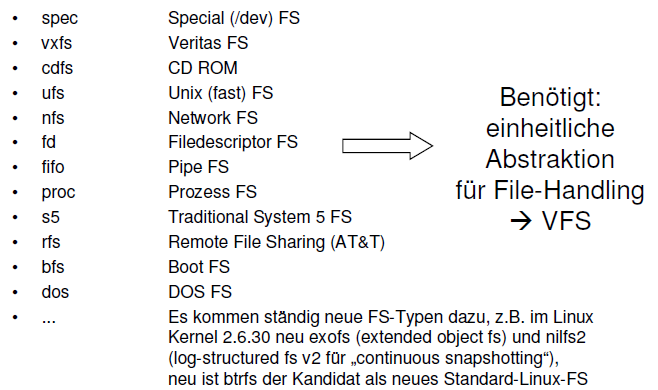 • spec Special (/dev) FS
• vxfs Veritas FS
• cdfs CD ROM
• ufs Unix (fast) FS
• nfs Network FS
• fd Filedescriptor FS
• fifo Pipe FS
• proc Prozess FS
• s5 Traditional System 5 FS
• rfs Remote File Sharing (AT&T)
• bfs Boot FS
• dos DOS FS
• ... Es kommen ständig neue FS-Typen dazu, z.B. im Linux
Kernel 2.6.30 neu exofs (extended object fs) und nilfs2
(log-structured fs v2 für „continuous snapshotting“),
neu ist btrfs der Kandidat als neues Standard-Linux-FS
Benötigt:
einheitliche
Abstraktion
für File-Handling
→ VFS